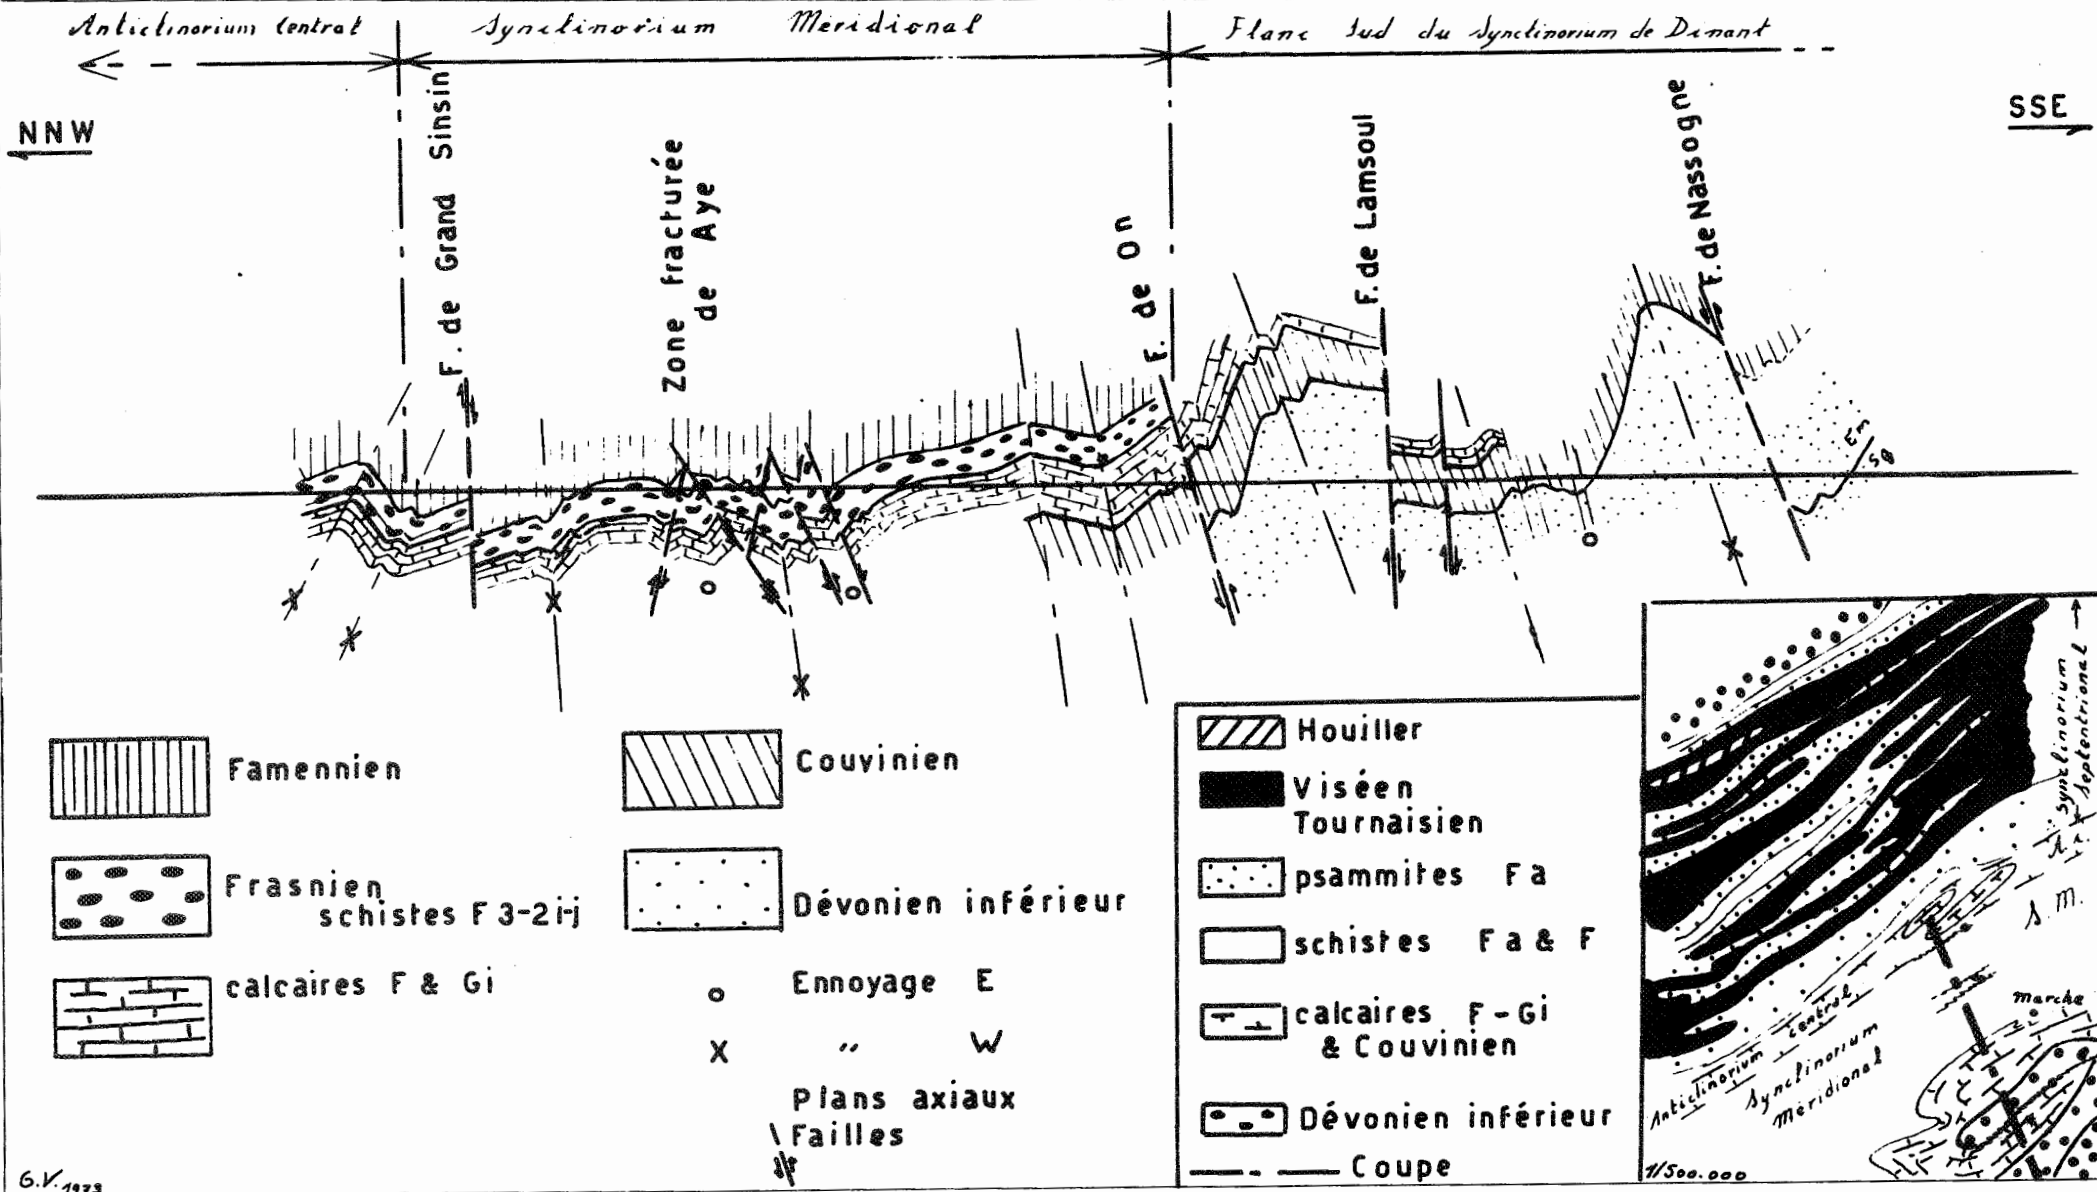 Anticlinorium Central
Synclinorium Méridional
Flanc Sud du Synclinorium de Dinant
NNW
SSE
F. de Grand Sinsin
Zone fracturée
de Aye
F. de On
F. de Lamsoul
F. de Nassogne
Em
Sg
Famennien
Frasnien
schistes F 3-2 i-j
calcaires F & Gi
Couvinien
Dévonien inférieur
o Ennoyage E
x " W
Plans axiaux
Failles
Houiller
Viséen
Tournaisien
psammites Fa
schistes Fa & F
calcaires F-Gi
& Couvinien
Dévonien inférieur
Coupe
synclinorium
Septentrional
A.
S. M.
Marche
Anticlinorium central
Synclinorium
Méridional
1/500.000
G.V. 1973